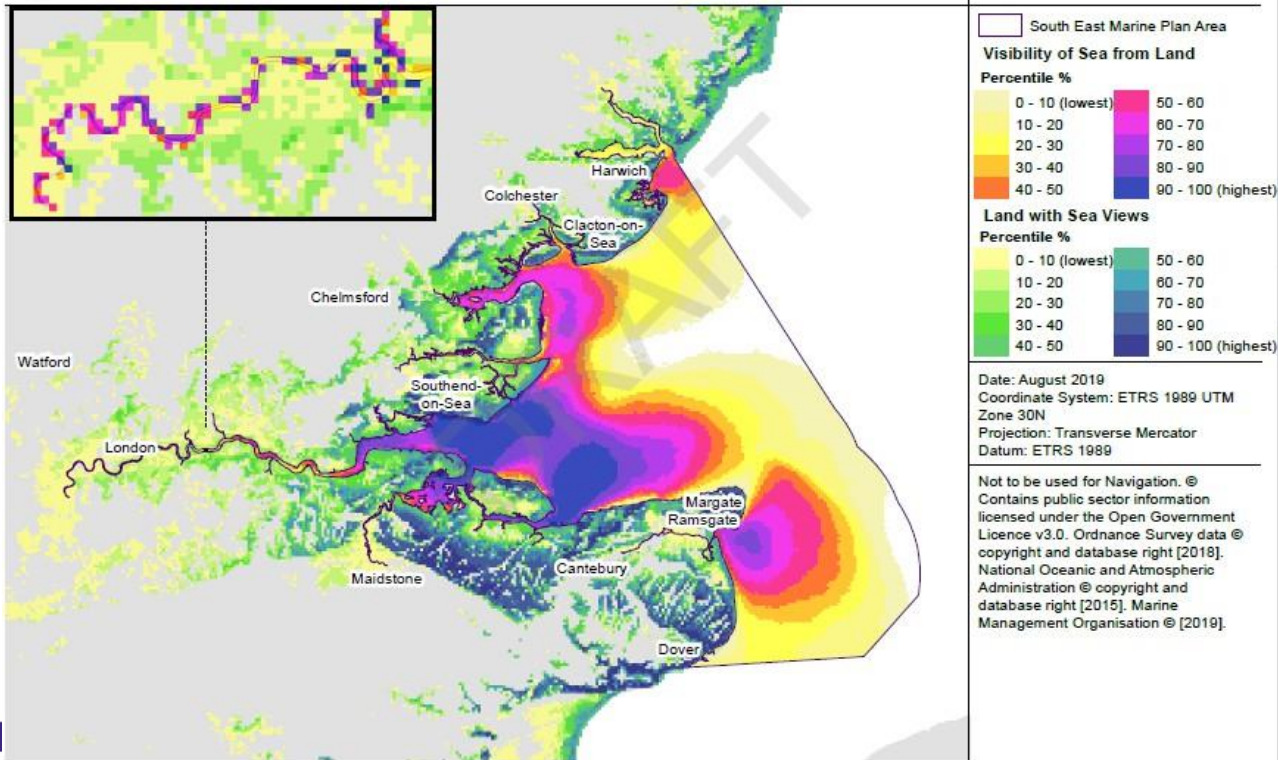 Harwich
Colchester
Clacton-on-
Sea
Chelmsford
Watford
Southend-
on-Sea
London
Margate
Ramsgate
Cantebury
Maidstone
Dover
DRAFT
South East Marine Plan Area
Visibility of Sea from Land
Percentile %
0 - 10 (lowest) 50 - 60
10 - 20 60 - 70
20 - 30 70 - 80
30 - 40 80 - 90
40 - 50 90 - 100 (highest)
Land with Sea Views
Percentile %
0 - 10 (lowest) 50 - 60
10 - 20 60 - 70
20 - 30 70 - 80
30 - 40 80 - 90
40 - 50 90 - 100 (highest)
Date: August 2019
Coordinate System: ETRS 1989 UTM
Zone 30N
Projection: Transverse Mercator
Datum: ETRS 1989
Not to be used for Navigation. ©
Contains public sector information
licensed under the Open Government
Licence v3.0. Ordnance Survey data ©
copyright and database right [2018].
National Oceanic and Atmospheric
Administration © copyright and
database right [2015]. Marine
Management Organisation © [2019].